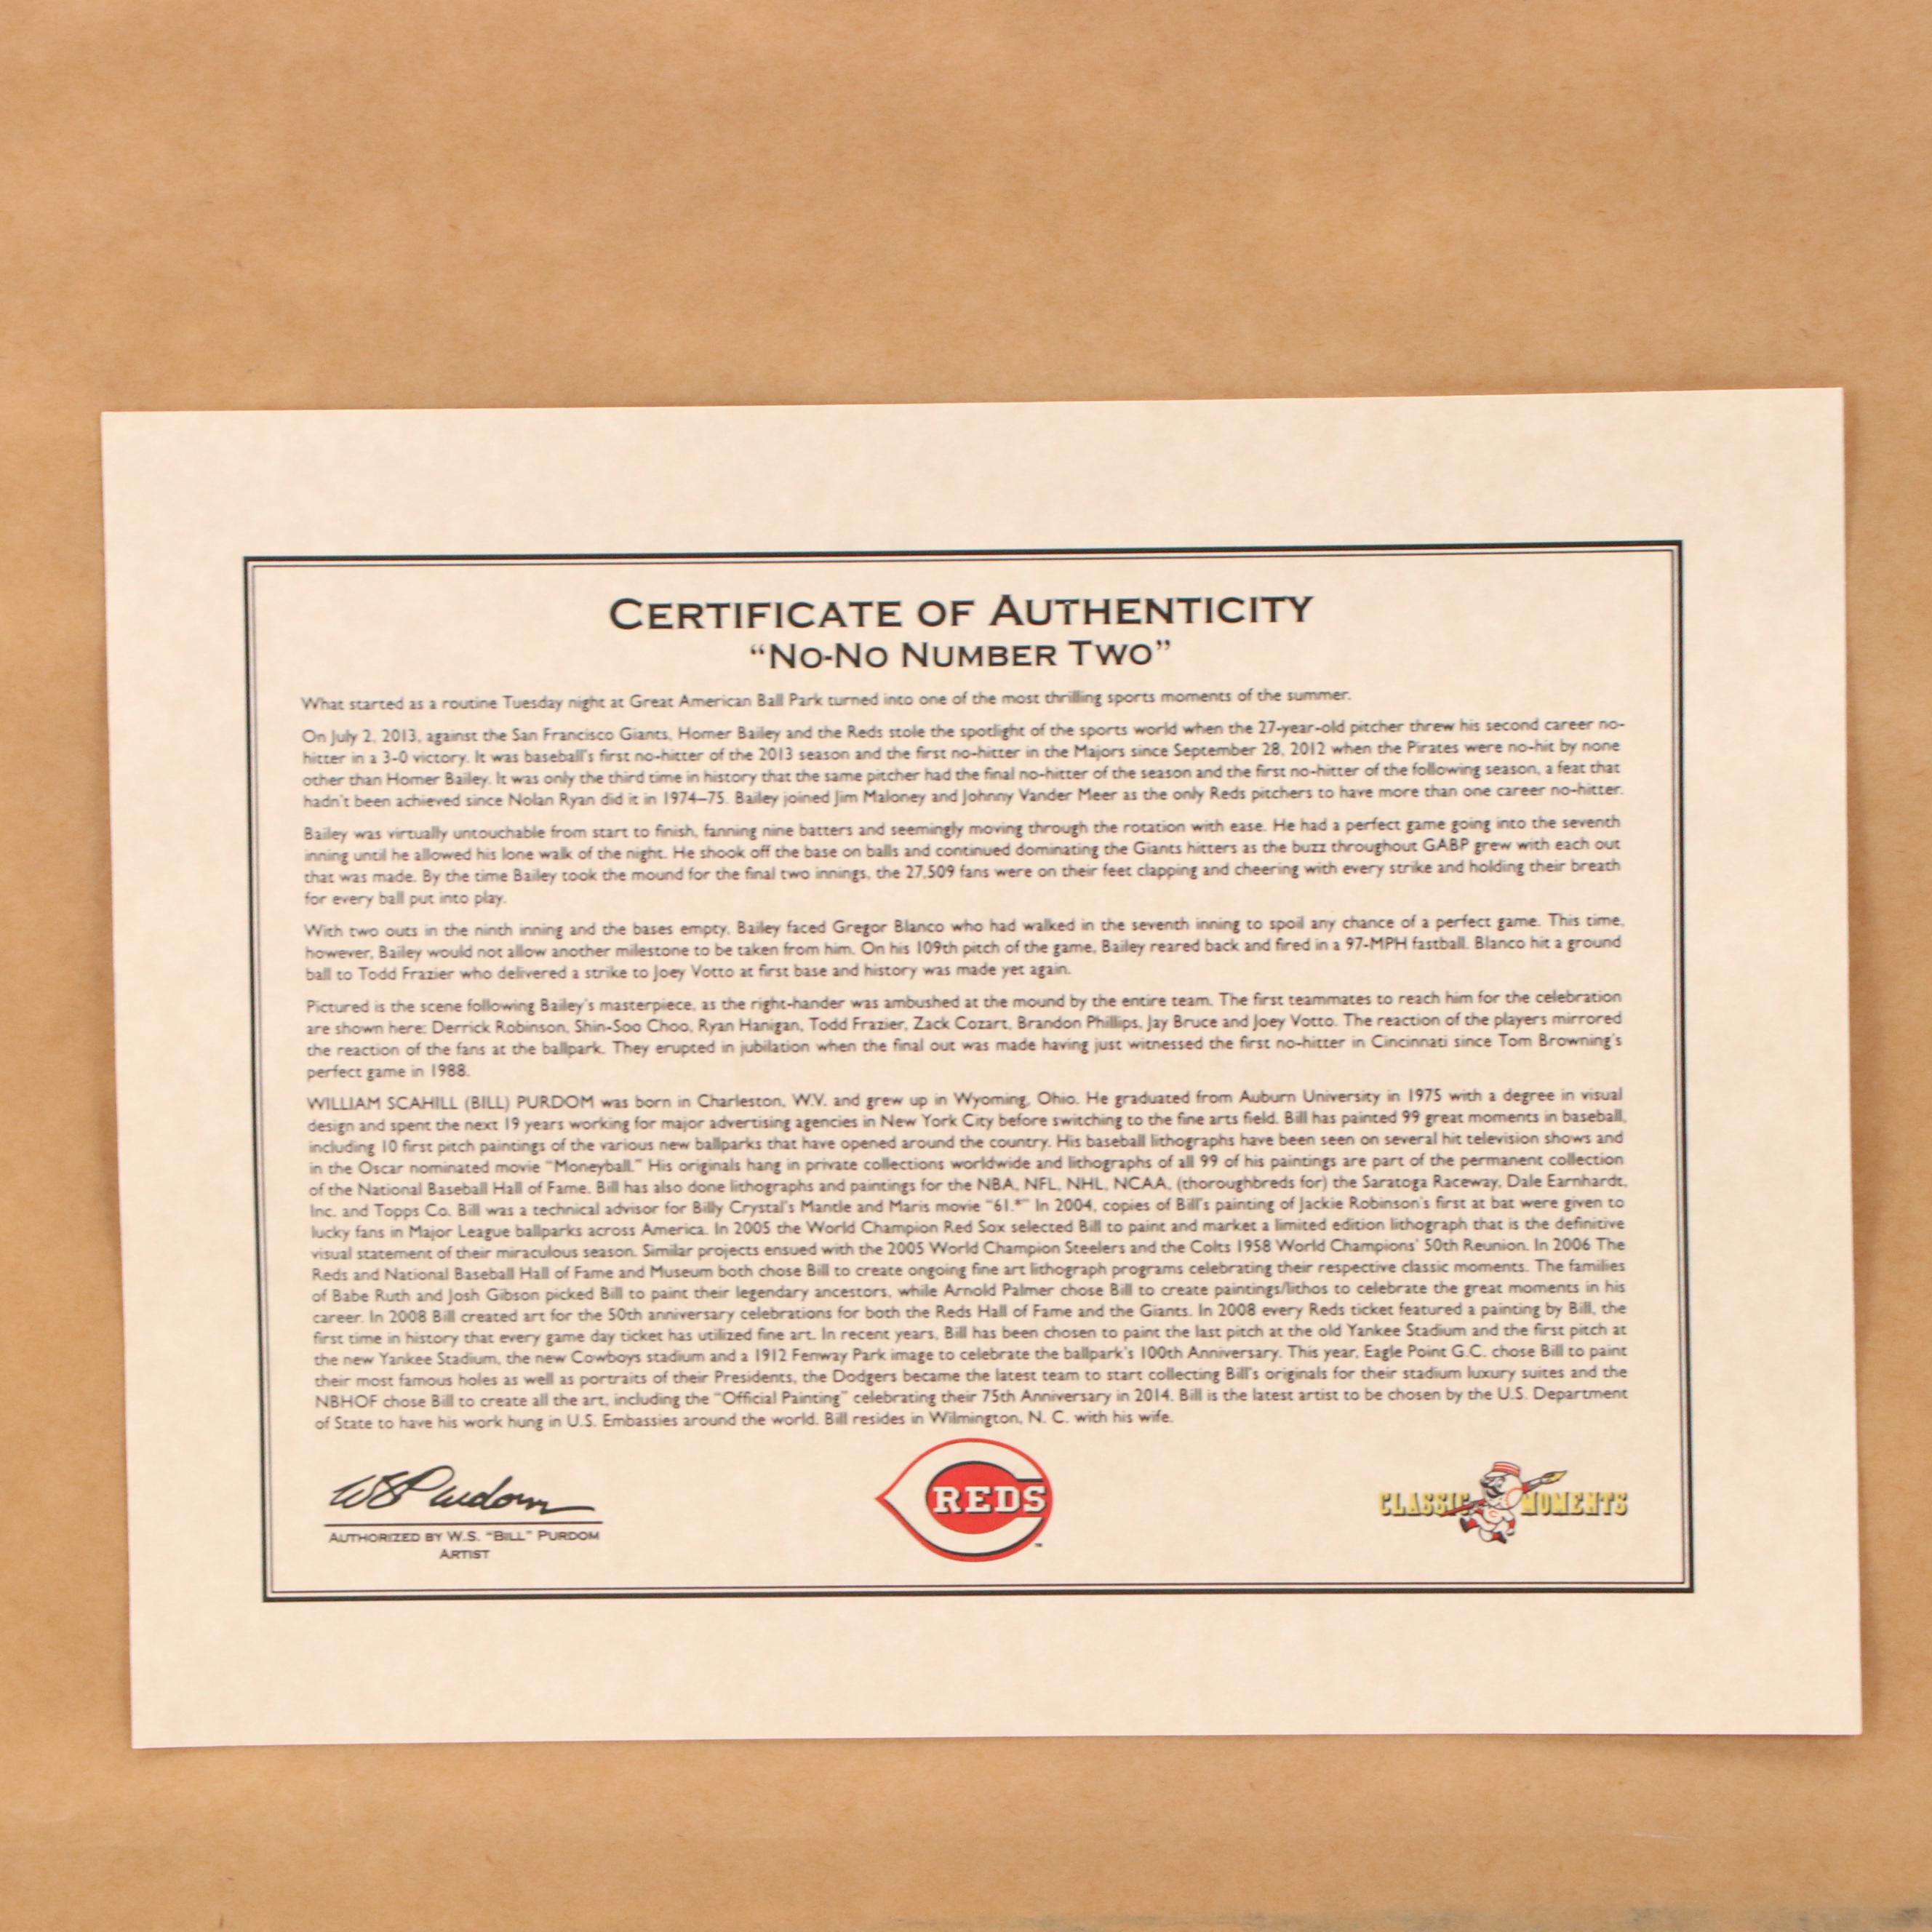 CERTIFICATE OF AUTHENTICITY
“NO-NO NUMBER TWO”
What started as a routine Tuesday night at Great American Ball Park turned into one of the most thrilling sports moments of the summer.
On July 2, 2013, against the San Francisco Giants, Homer Bailey and the Reds stole the spotlight of the sports world when the 27-year-old pitcher threw his second career no-
hitter in a 3-0 victory. It was baseball's first no-hitter of the 2013 season and the first no-hitter in the Majors since September 28, 2012 when the Pirates were no-hit by none
other than Homer Bailey. It was only the third time in history that the same pitcher had the final no-hitter of the season and the first no-hitter of the following season, a feat that
hadn't been achieved since Nolan Ryan did it in 1974–75. Bailey joined Jim Maloney and Johnny Vander Meer as the only Reds pitchers to have more than one career no-hitter.
Bailey was virtually untouchable from start to finish, fanning nine batters and seemingly moving through the rotation with ease. He had a perfect game going into the seventh
inning until he allowed his lone walk of the night. He shook off the base on balls and continued dominating the Giants hitters as the buzz throughout GABP grew with each out
that was made. By the time Bailey took the mound for the final two innings, the 27,509 fans were on their feet clapping and cheering with every strike and holding their breath
for every ball put into play.
With two outs in the ninth inning and the bases empty, Bailey faced Gregor Blanco who had walked in the seventh inning to spoil any chance of a perfect game. This time,
however, Bailey would not allow another milestone to be taken from him. On his 109th pitch of the game, Bailey reared back and fired in a 97-MPH fastball. Blanco hit a ground
ball to Todd Frazier who delivered a strike to Joey Votto at first base and history was made yet again.
Pictured is the scene following Bailey's masterpiece, as the right-hander was ambushed at the mound by the entire team. The first teammates to reach him for the celebration
are shown here: Derrick Robinson, Shin-Soo Choo, Ryan Hanigan, Todd Frazier, Zack Cozart, Brandon Phillips, Jay Bruce and Joey Votto. The reaction of the players mirrored
the reaction of the fans at the ballpark. They erupted in jubilation when the final out was made having just witnessed the first no-hitter in Cincinnati since Tom Browning's
perfect game in 1988.
WILLIAM SCAHILL (BILL) PURDOM was born in Charleston, W.V. and grew up in Wyoming, Ohio. He graduated from Auburn University in 1975 with a degree in visual
design and spent the next 19 years working for major advertising agencies in New York City before switching to the fine arts field. Bill has painted 99 great moments in baseball,
including 10 first pitch paintings of the various new ballparks that have opened around the country. His baseball lithographs have been seen on several hit television shows and
in the Oscar nominated movie "Moneyball." His originals hang in private collections worldwide and lithographs of all 99 of his paintings are part of the permanent collection
of the National Baseball Hall of Fame. Bill has also done lithographs and paintings for the NBA, NFL, NHL, NCAA, (thoroughbreds for) the Saratoga Raceway, Dale Earnhardt,
Inc. and Topps Co. Bill was a technical advisor for Billy Crystal's Mantle and Maris movie "61.*" In 2004, copies of Bill's painting of Jackie Robinson's first at bat were given to
lucky fans in Major League ballparks across America. In 2005 the World Champion Red Sox selected Bill to paint and market a limited edition lithograph that is the definitive
visual statement of their miraculous season. Similar projects ensued with the 2005 World Champion Steelers and the Colts 1958 World Champions' 50th Reunion. In 2006 The
Reds and National Baseball Hall of Fame and Museum both chose Bill to create ongoing fine art lithograph programs celebrating their respective classic moments. The families
of Babe Ruth and Josh Gibson picked Bill to paint their legendary ancestors, while Arnold Palmer chose Bill to create paintings/lithos to celebrate the great moments in his
career. In 2008 Bill created art for the 50th anniversary celebrations for both the Reds Hall of Fame and the Giants. In 2008 every Reds ticket featured a painting by Bill, the
first time in history that every game day ticket has utilized fine art. In recent years, Bill has been chosen to paint the last pitch at the old Yankee Stadium and the first pitch at
the new Yankee Stadium, the new Cowboys stadium and a 1912 Fenway Park image to celebrate the ballpark's 100th Anniversary. This year, Eagle Point G.C. chose Bill to paint
their most famous holes as well as portraits of their Presidents, the Dodgers became the latest team to start collecting Bill's originals for their stadium luxury suites and the
NBHOF chose Bill to create all the art, including the "Official Painting" celebrating their 75th Anniversary in 2014. Bill is the latest artist to be chosen by the U.S. Department
of State to have his work hung in U.S. Embassies around the world. Bill resides in Wilmington, N. C. with his wife.
WSPurdom
AUTHORIZED BY W.S. "BILL" PURDOM
ARTIST
REDS
TM
CLASSIC MOMENTS